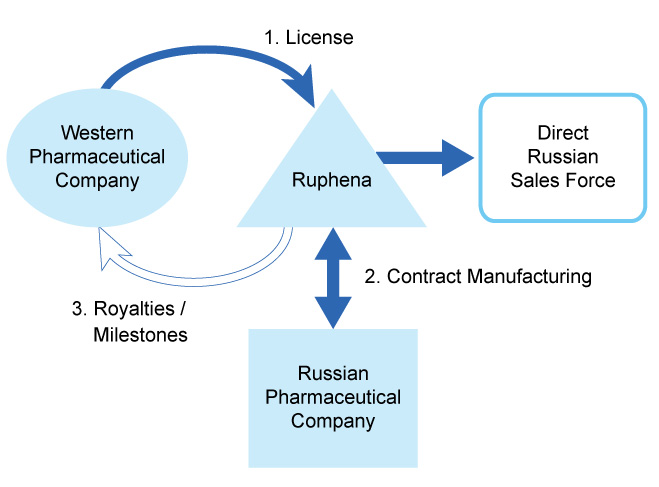 1. License
Western
Pharmaceutical
Company
Ruphena
Direct
Russian
Sales Force
2. Contract Manufacturing
3. Royalties /
Milestones
Russian
Pharmaceutical
Company